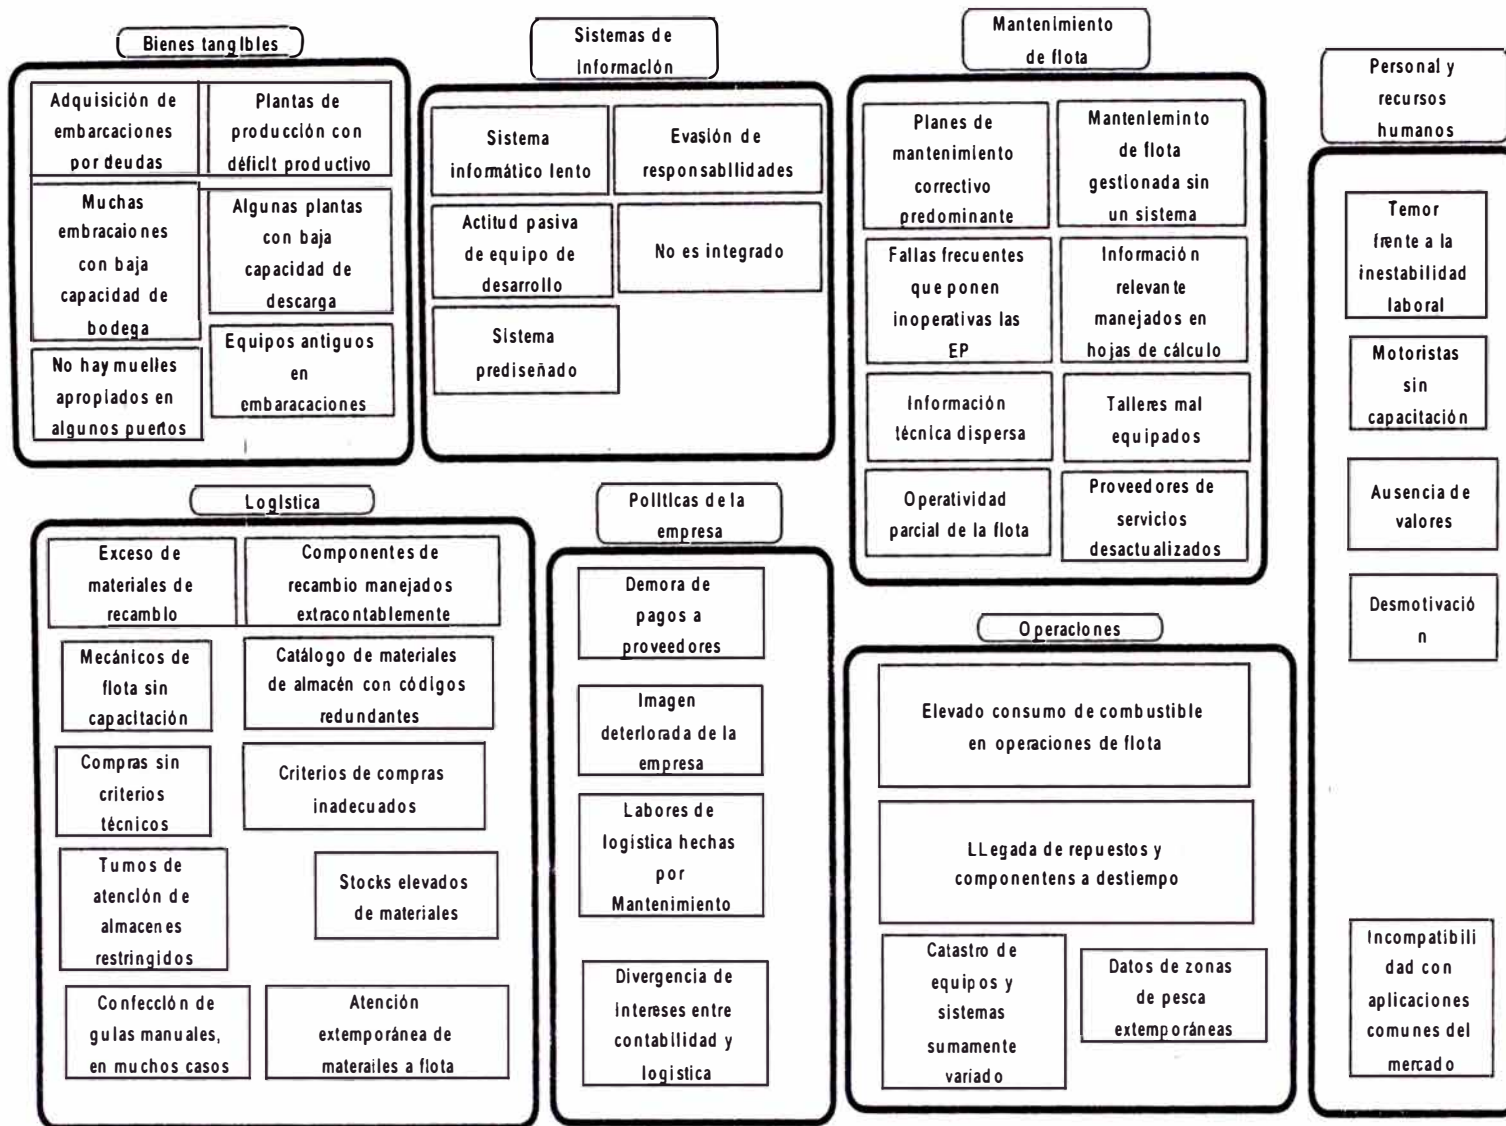 Bienes tangibles
Adquisición de
embarcaciones
por deudas
Plantas de
producción con
déficit productivo
Muchas
embracaiones
con baja
capacidad de
bodega
Algunas plantas
con baja
capacidad de
descarga
No hay muelles
apropiados en
algunos puertos
Equipos antiguos
en
embaracaciones
Sistemas de
Información
Sistema
informático lento
Evasión de
responsabilidades
Actitud pasiva
de equipo de
desarrollo
No es integrado
Sistema
prediseñado
Mantenimiento
de flota
Planes de
mantenimiento
correctivo
predominante
Mantenieminto
de flota
gestionada sin
un sistema
Fallas frecuentes
que ponen
inoperativas las
EP
Información
relevante
manejados en
hojas de cálculo
Información
técnica dispersa
Talleres mal
equipados
Operatividad
parcial de la flota
Proveedores de
servicios
desactualizados
Personal y
recursos
humanos
Temor
frente a la
inestabilidad
laboral
Motoristas
sin
capacitación
Ausencia de
valores
Desmotivació
n
Incompatibili
dad con
aplicaciones
comunes del
mercado
Logística
Exceso de
materiales de
recambio
Componentes de
recambio manejados
extracontablemente
Mecánicos de
flota sin
capacitación
Catálogo de materiales
de almacén con códigos
redundantes
Compras sin
criterios
técnicos
Criterios de compras
inadecuados
Turnos de
atención de
almacenes
restringidos
Stocks elevados
de materiales
Confección de
guías manuales,
en muchos casos
Atención
extemporánea de
materailes a flota
Políticas de la
empresa
Demora de
pagos a
proveedores
Imagen
deteriorada de la
empresa
Labores de
logística hechas
por
Mantenimiento
Divergencia de
intereses entre
contabilidad y
logística
Operaciones
Elevado consumo de combustible
en operaciones de flota
LLegada de repuestos y
componentens a destiempo
Catastro de
equipos y
sistemas
sumamente
variado
Datos de zonas
de pesca
extemporáneas